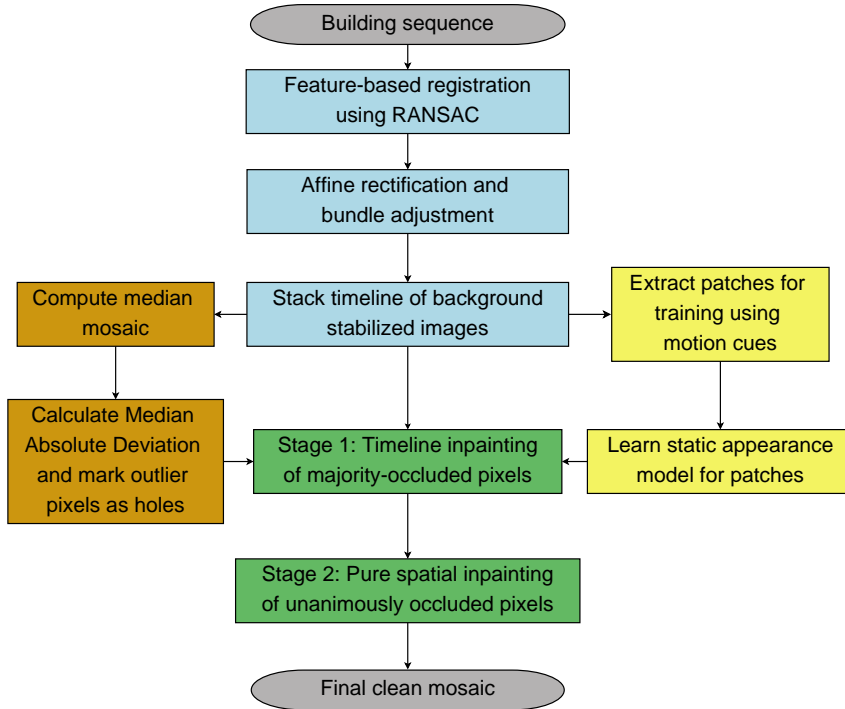 Building sequence
Feature-based registration
using RANSAC
Affine rectification and
bundle adjustment
Compute median
mosaic
Stack timeline of background
stabilized images
Extract patches for
training using
motion cues
Calculate Median
Absolute Deviation
and mark outlier
pixels as holes
Stage 1: Timeline inpainting
of majority-occluded pixels
Learn static appearance
model for patches
Stage 2: Pure spatial inpainting
of unanimously occluded pixels
Final clean mosaic